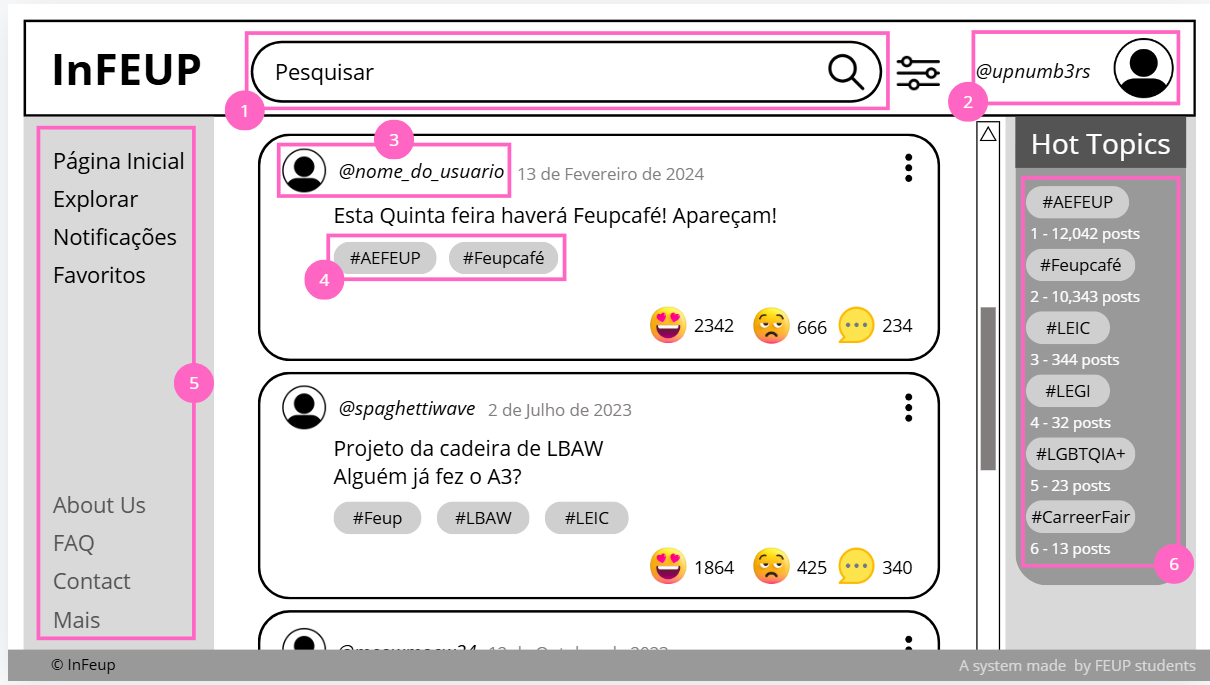 InFEUP
Pesquisar
@upnumb3rs
1
2
3
4
5
6
Página Inicial
Explorar
Notificações
Favoritos
About Us
FAQ
Contact
Mais
@nome_do_usuario 13 de Fevereiro de 2024
Esta Quinta feira haverá Feupcafé! Apareçam!
#AEFEUP #Feupcafé
2342 666 234
@spaghettiwave 2 de Julho de 2023
Projeto da cadeira de LBAW
Alguém já fez o A3?
#Feup #LBAW #LEIC
1864 425 340
Hot Topics
#AEFEUP
1 - 12,042 posts
#Feupcafé
2 - 10,343 posts
#LEIC
3 - 344 posts
#LEGI
4 - 32 posts
#LGBTQIA+
5 - 23 posts
#CarreerFair
6 - 13 posts
© InFeup
A system made by FEUP students